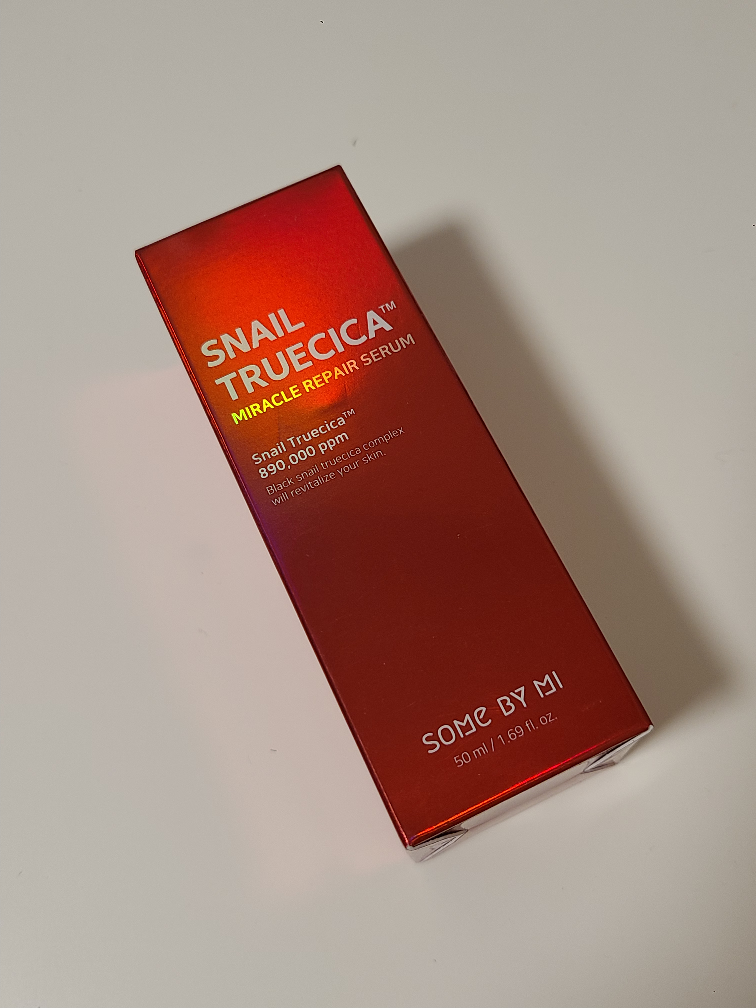 SNAIL
TRUECICA™
MIRACLE REPAIR SERUM
Snail Truecica™
890,000 ppm
Black snail truecica complex
will revitalize your skin.
SOME BY MI
50 ml / 1.69 fl. oz.